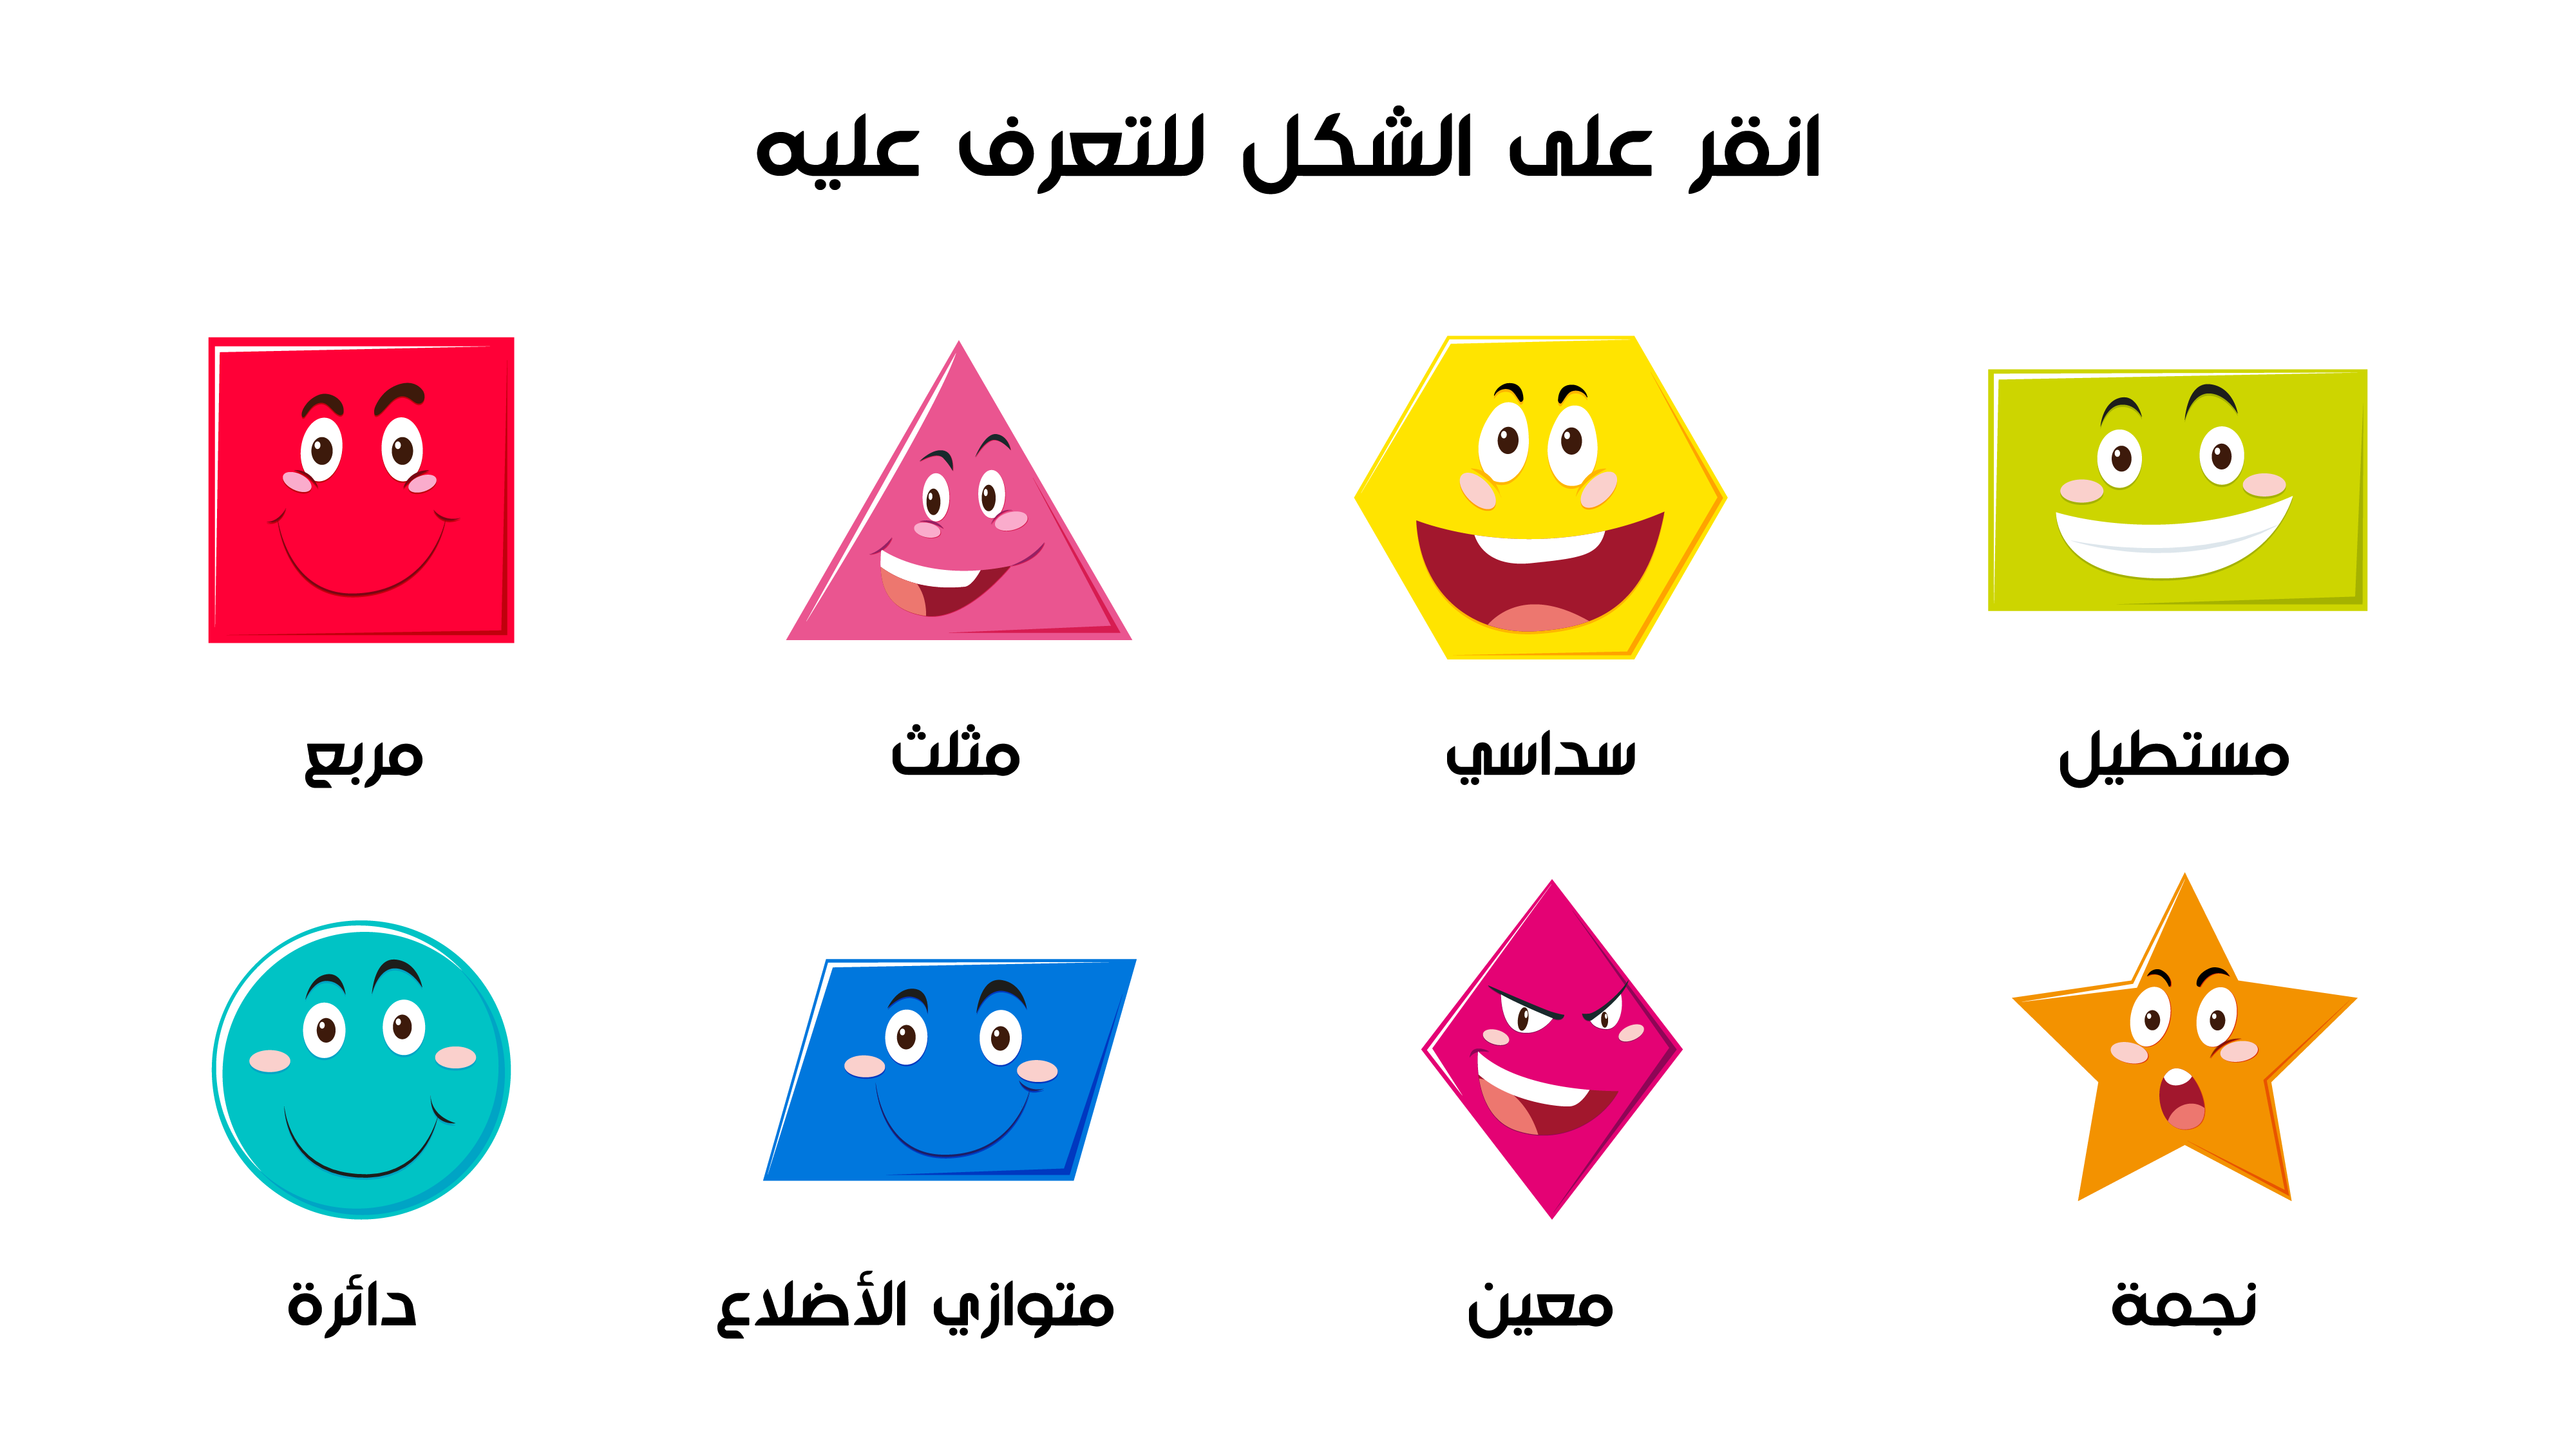 انقر على الشكل للتعرف عليه
مستطيل
سداسي
مثلث
مربع
نجمة
معين
متوازي الأضلاع
دائرة